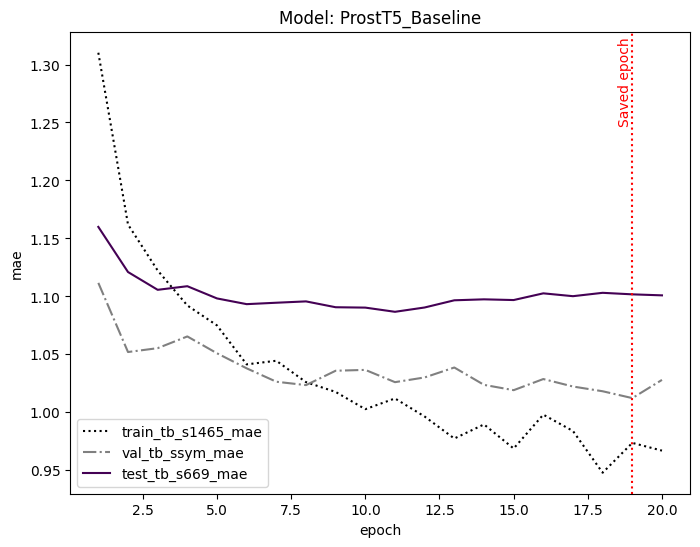 Model: ProstT5_Baseline
Saved epoch
mae
1.30
1.25
1.20
1.15
1.10
1.05
1.00
0.95
train_tb_s1465_mae
val_tb_ssym_mae
test_tb_s669_mae
2.5 5.0 7.5 10.0 12.5 15.0 17.5 20.0
epoch